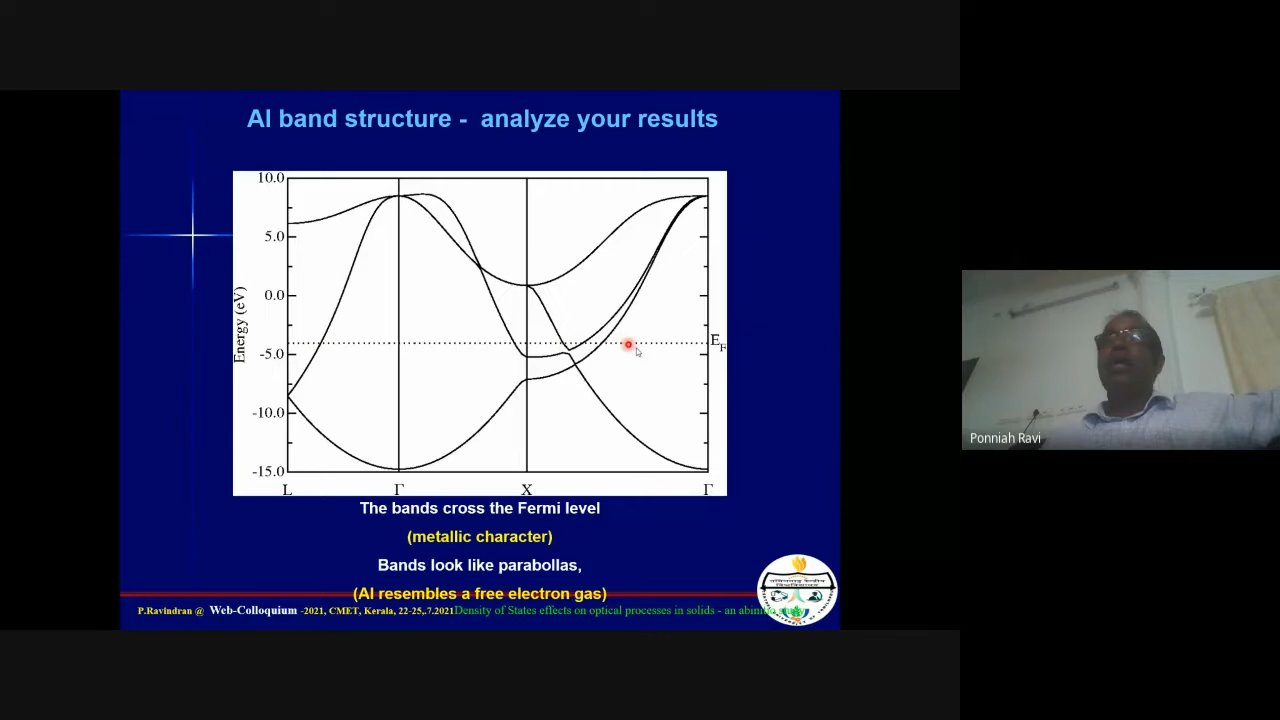 Al band structure - analyze your results
10.0
5.0
0.0
-5.0
-10.0
-15.0
Energy (eV)
E_F
L Γ X Γ
The bands cross the Fermi level
(metallic character)
Bands look like parabollas,
(Al resembles a free electron gas)
P.Ravindran @ Web-Colloquium -2021, CMET, Kerala, 22-25,.7.2021 Density of States effects on optical processes in solids - an
Ponniah Ravi